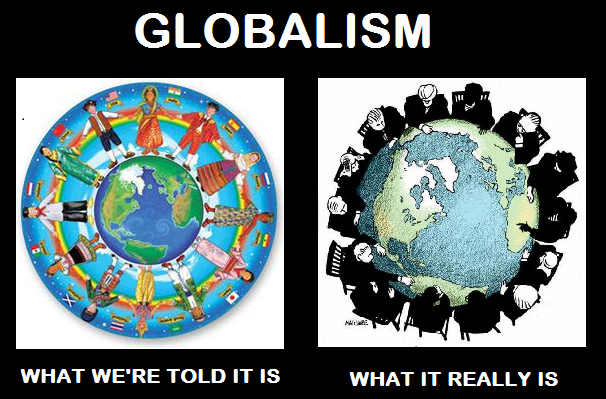 GLOBALISM
WHAT WE'RE TOLD IT IS
WHAT IT REALLY IS